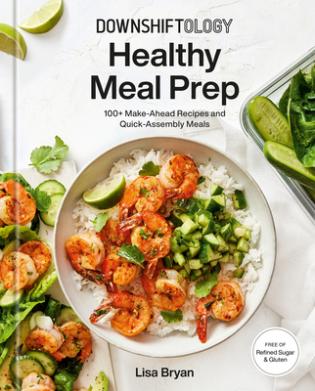 DOWNSHIFTOLOGY
Healthy
Meal Prep
100+ Make-Ahead Recipes and
Quick-Assembly Meals
FREE OF
Refined Sugar
& Gluten
Lisa Bryan